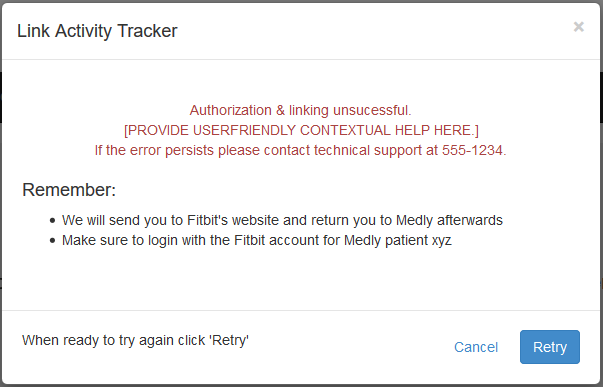 Link Activity Tracker
×
Authorization & linking unsucessful.
[PROVIDE USERFRIENDLY CONTEXTUAL HELP HERE.]
If the error persists please contact technical support at 555-1234.
Remember:
• We will send you to Fitbit's website and return you to Medly afterwards
• Make sure to login with the Fitbit account for Medly patient xyz
When ready to try again click 'Retry'
Cancel
Retry